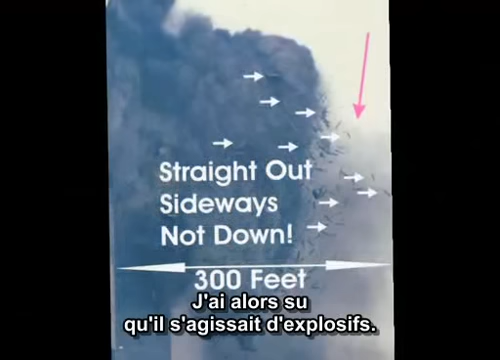 Straight Out
Sideways
Not Down!
300 Feet
J'ai alors su
qu'il s'agissait d'explosifs.